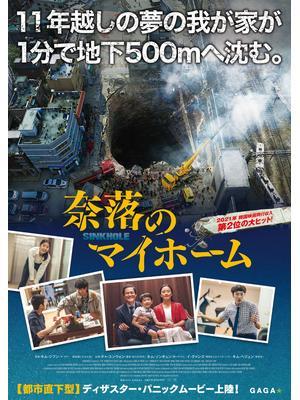 11年越しの夢の我が家が
1分で地下500mへ沈む。
2021年 韓国映画興行収入
第2位の大ヒット!
奈落の
SINKHOLE
マイホーム
【都市直下型】ディザスター・パニックムービー上陸!
GAGA★